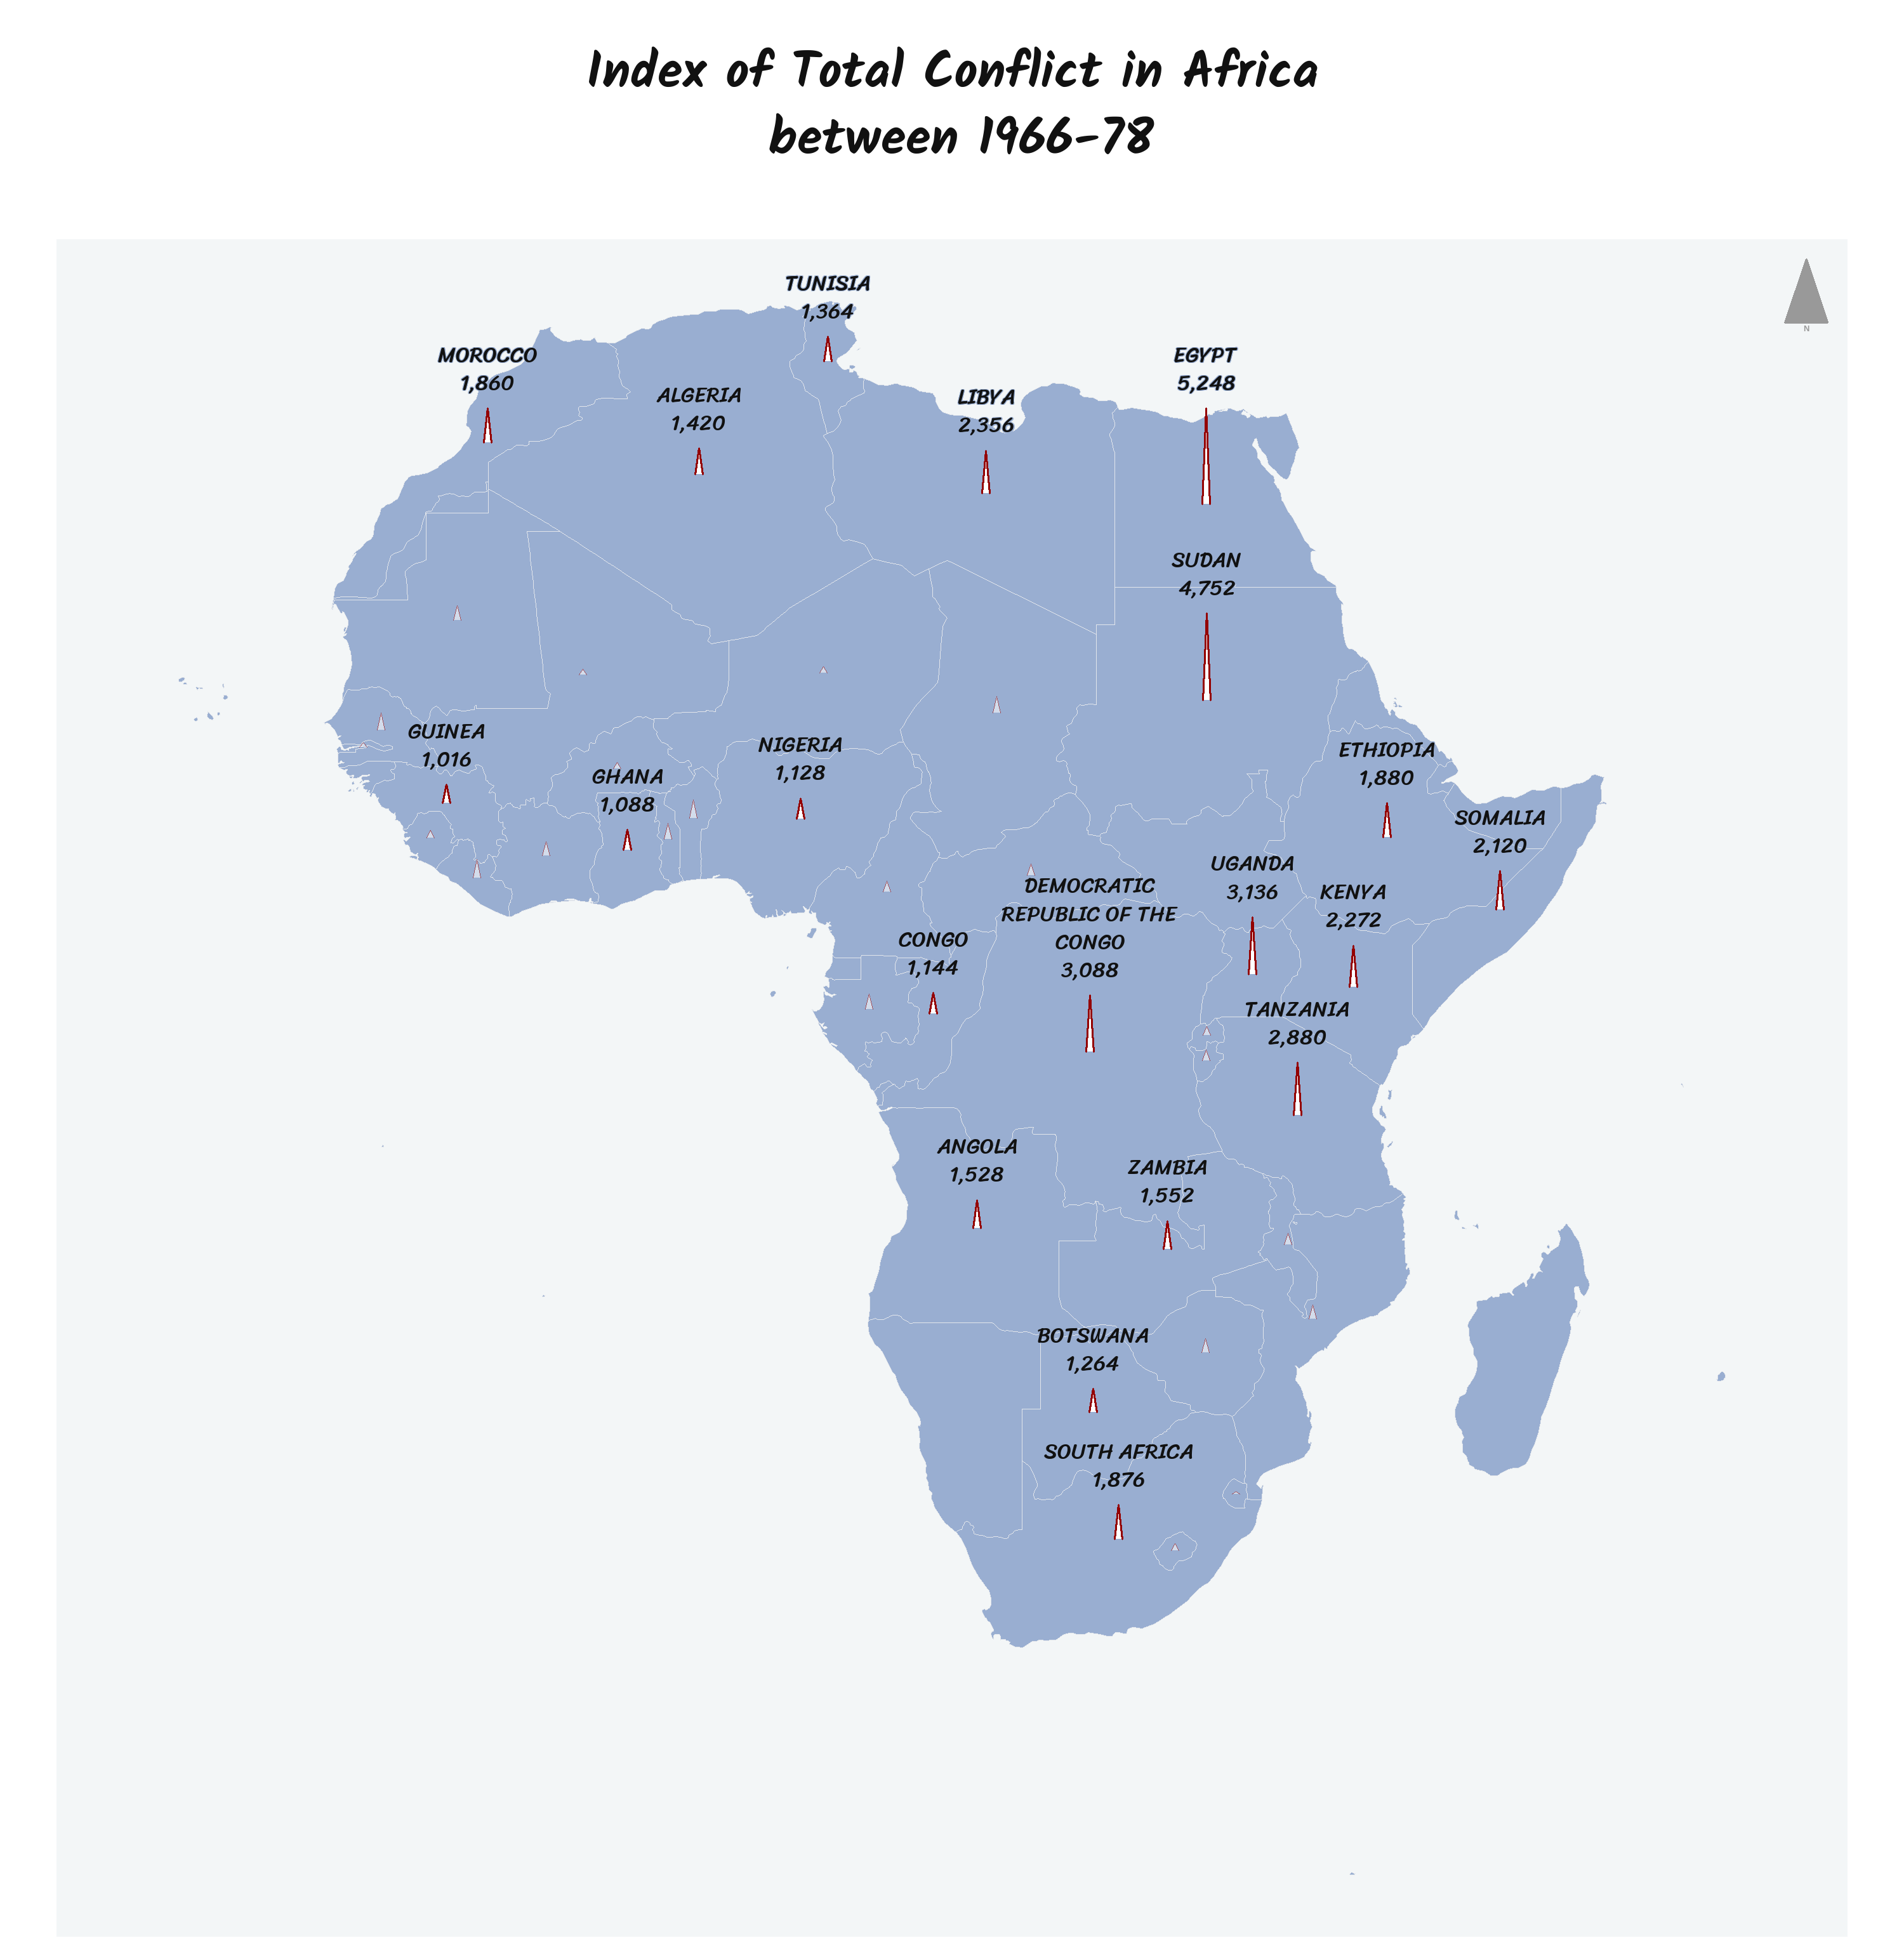 Index of Total Conflict in Africa
between 1966-78
N
TUNISIA
1,364
MOROCCO
1,860
EGYPT
5,248
ALGERIA
1,420
LIBYA
2,356
SUDAN
4,752
GUINEA
1,016
NIGERIA
1,128
ETHIOPIA
1,880
GHANA
1,088
SOMALIA
2,120
UGANDA
3,136
DEMOCRATIC
REPUBLIC OF THE
CONGO
3,088
KENYA
2,272
CONGO
1,144
TANZANIA
2,880
ANGOLA
1,528
ZAMBIA
1,552
BOTSWANA
1,264
SOUTH AFRICA
1,876